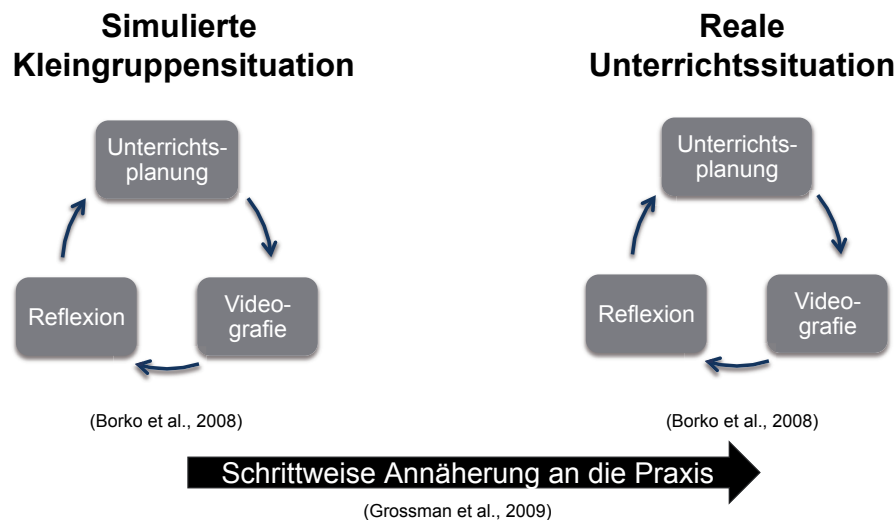 Simulierte
Kleingruppensituation
Unterrichts-
planung
Reflexion
Video-
grafie
(Borko et al., 2008)
Reale
Unterrichtssituation
Unterrichts-
planung
Reflexion
Video-
grafie
(Borko et al., 2008)
Schrittweise Annäherung an die Praxis
(Grossman et al., 2009)